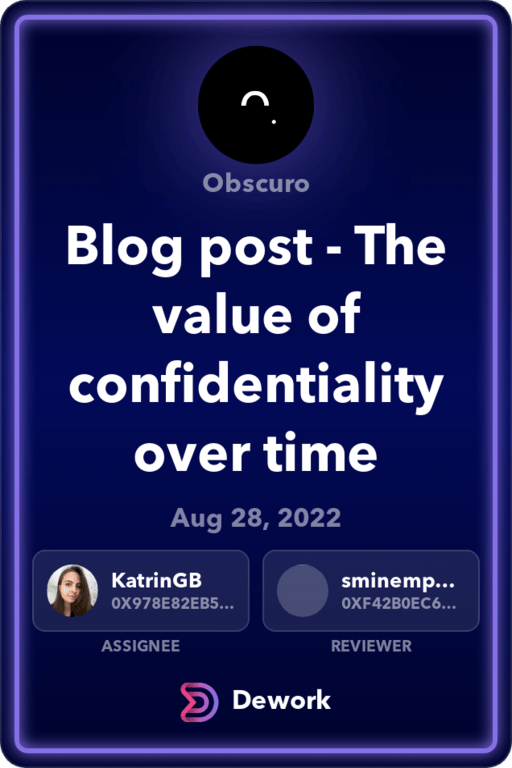 Obscuro
Blog post - The
value of
confidentiality
over time
Aug 28, 2022
KatrinGB
0X978E82EB5...
ASSIGNEE
sminemp...
0XF42B0EC6...
REVIEWER
Dework